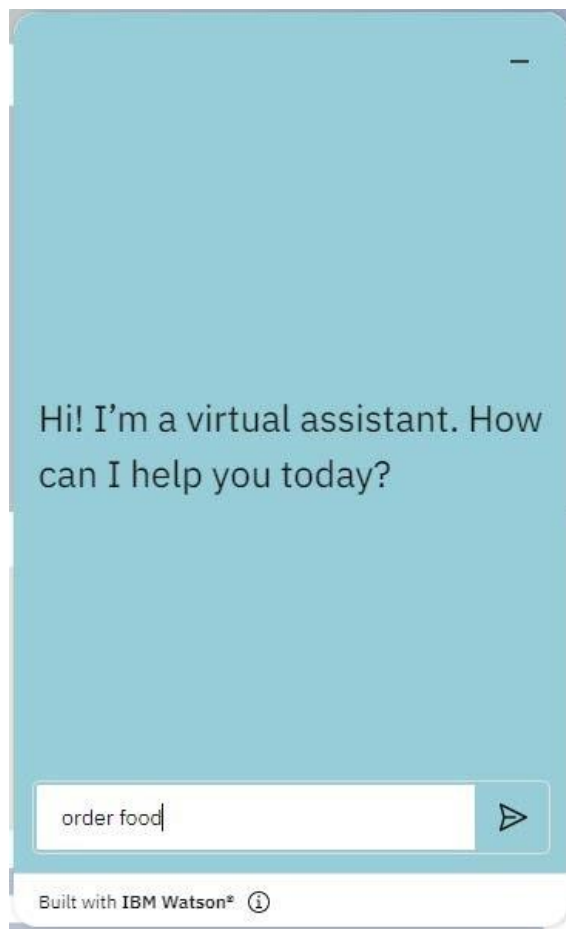 Hi! I’m a virtual assistant. How
can I help you today?
order food
Built with IBM Watson®